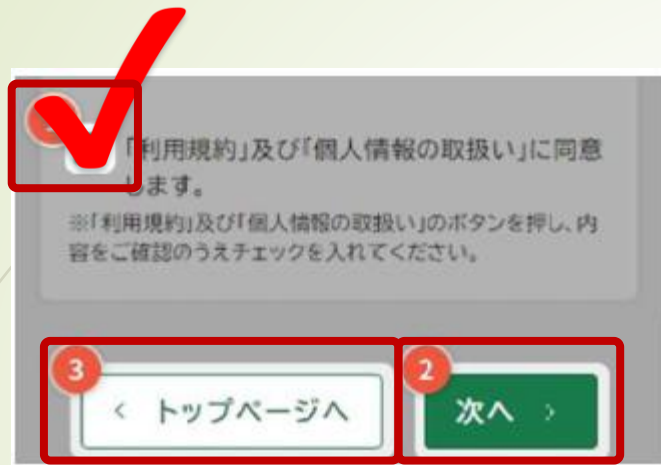 「利用規約」及び「個人情報の取扱い」に同意
します。
※「利用規約」及び「個人情報の取扱い」のボタンを押し、内
容をご確認のうえチェックを入れてください。
3
2
< トップページへ
次へ >